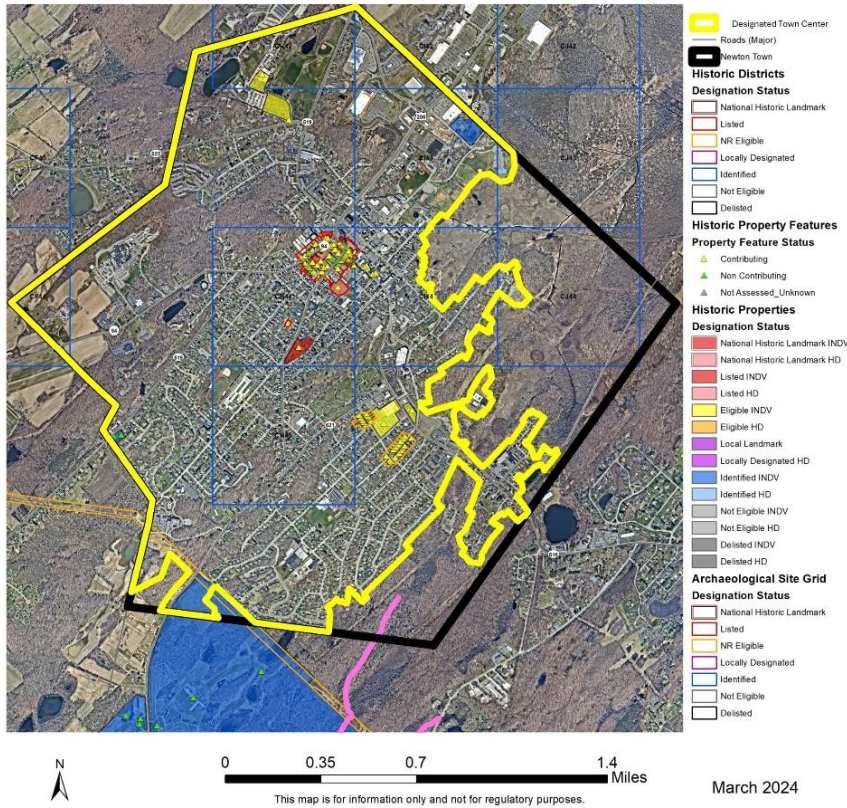 Designated Town Center
Roads (Major)
Newton Town
Historic Districts
Designation Status
National Historic Landmark
Listed
NR Eligible
Locally Designated
Identified
Not Eligible
Delisted
Historic Property Features
Property Feature Status
Contributing
Non Contributing
Not Assessed_Unknown
Historic Properties
Designation Status
National Historic Landmark INDV
National Historic Landmark HD
Listed INDV
Listed HD
Eligible INDV
Eligible HD
Local Landmark
Locally Designated HD
Identified INDV
Identified HD
Not Eligible INDV
Not Eligible HD
Delisted INDV
Delisted HD
Archaeological Site Grid
Designation Status
National Historic Landmark
Listed
NR Eligible
Locally Designated
Identified
Not Eligible
Delisted
94
94
519
621
N
0 0.35 0.7 1.4
Miles
This map is for information only and not for regulatory purposes.
March 2024